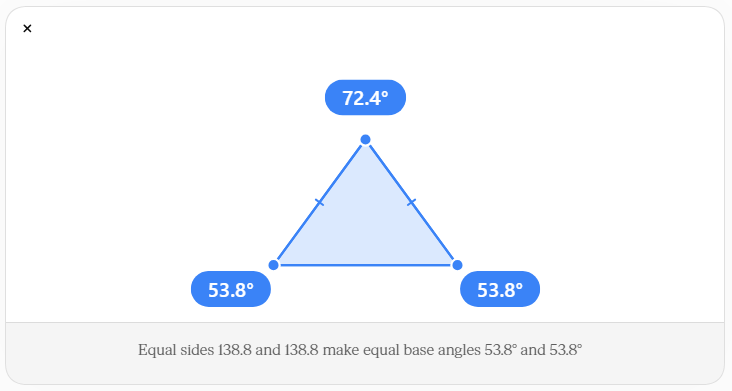 ×
72.4°
53.8°
53.8°
Equal sides 138.8 and 138.8 make equal base angles 53.8° and 53.8°